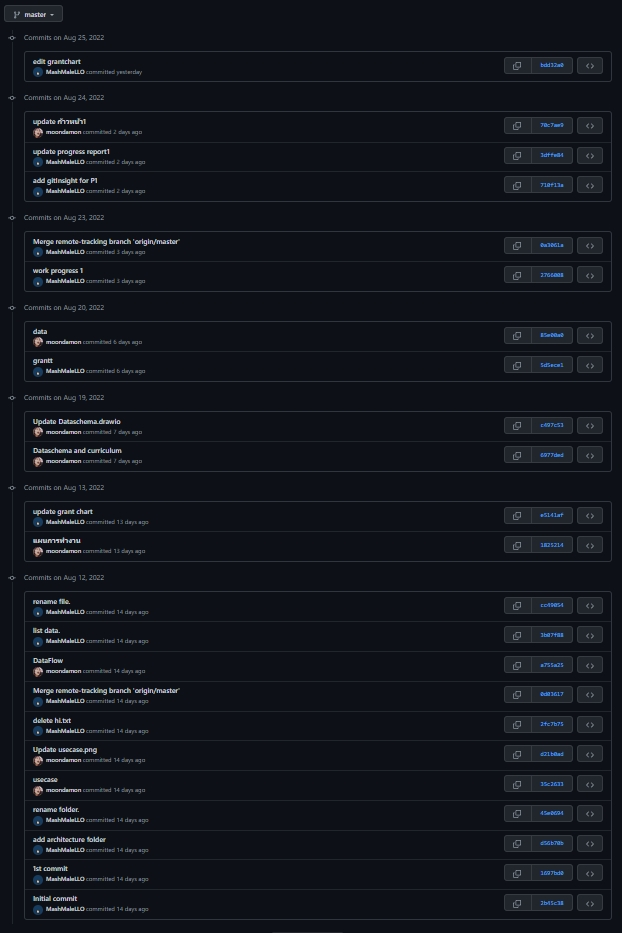 master
Commits on Aug 25, 2022
edit grantchart
MashMaleLLO committed yesterday
bdd32a0
Commits on Aug 24, 2022
update ก้าวหน้า1
moondamon committed 2 days ago
70c7ae9
update progress report1
MashMaleLLO committed 2 days ago
3dffe84
add gitinsight for P1
MashMaleLLO committed 2 days ago
718f13a
Commits on Aug 23, 2022
Merge remote-tracking branch 'origin/master'
MashMaleLLO committed 3 days ago
0a3061a
work progress 1
MashMaleLLO committed 3 days ago
2766008
Commits on Aug 20, 2022
data
moondamon committed 6 days ago
85e00a0
grantt
MashMaleLLO committed 6 days ago
5d5ece1
Commits on Aug 19, 2022
Update Dataschema.drawio
moondamon committed 7 days ago
c497c53
Dataschema and curriculum
moondamon committed 7 days ago
6977ded
Commits on Aug 13, 2022
update grant chart
MashMaleLLO committed 13 days ago
e5141af
แผนการทำงาน
moondamon committed 13 days ago
1825214
Commits on Aug 12, 2022
rename file.
MashMaleLLO committed 14 days ago
cc49054
list data.
MashMaleLLO committed 14 days ago
3b07f88
DataFlow
moondamon committed 14 days ago
a755a25
Merge remote-tracking branch 'origin/master'
MashMaleLLO committed 14 days ago
0d03617
delete hi.txt
MashMaleLLO committed 14 days ago
2fc7b75
Update usecase.png
moondamon committed 14 days ago
d21b0ad
usecase
moondamon committed 14 days ago
35c2633
rename folder.
MashMaleLLO committed 14 days ago
45e0694
add architecture folder
MashMaleLLO committed 14 days ago
d56b70b
1st commit
MashMaleLLO committed 14 days ago
1697bd0
Initial commit
MashMaleLLO committed 14 days ago
2b45c38